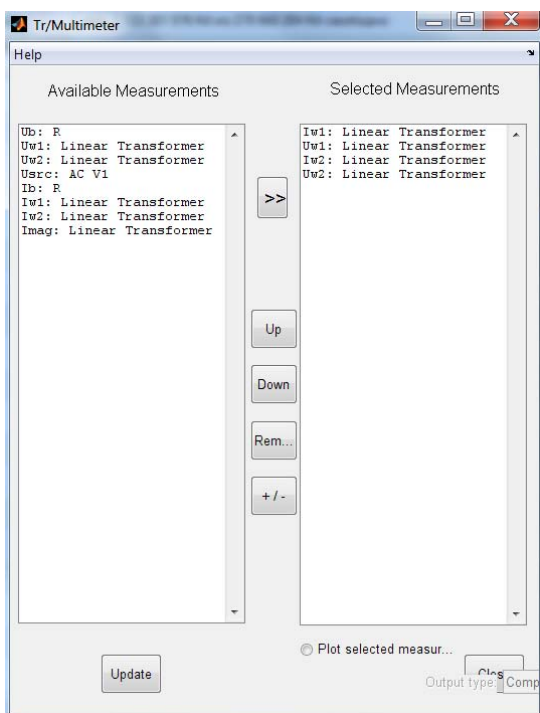 Tr/Multimeter
Help
Available Measurements
Selected Measurements
Ub: R
Uw1: Linear Transformer
Uw2: Linear Transformer
Usrc: AC V1
Ib: R
Iw1: Linear Transformer
Iw2: Linear Transformer
Imag: Linear Transformer
>>
Iw1: Linear Transformer
Uw1: Linear Transformer
Iw2: Linear Transformer
Uw2: Linear Transformer
Up
Down
Rem...
+ / -
Plot selected measur...
Update
Output type: Comp